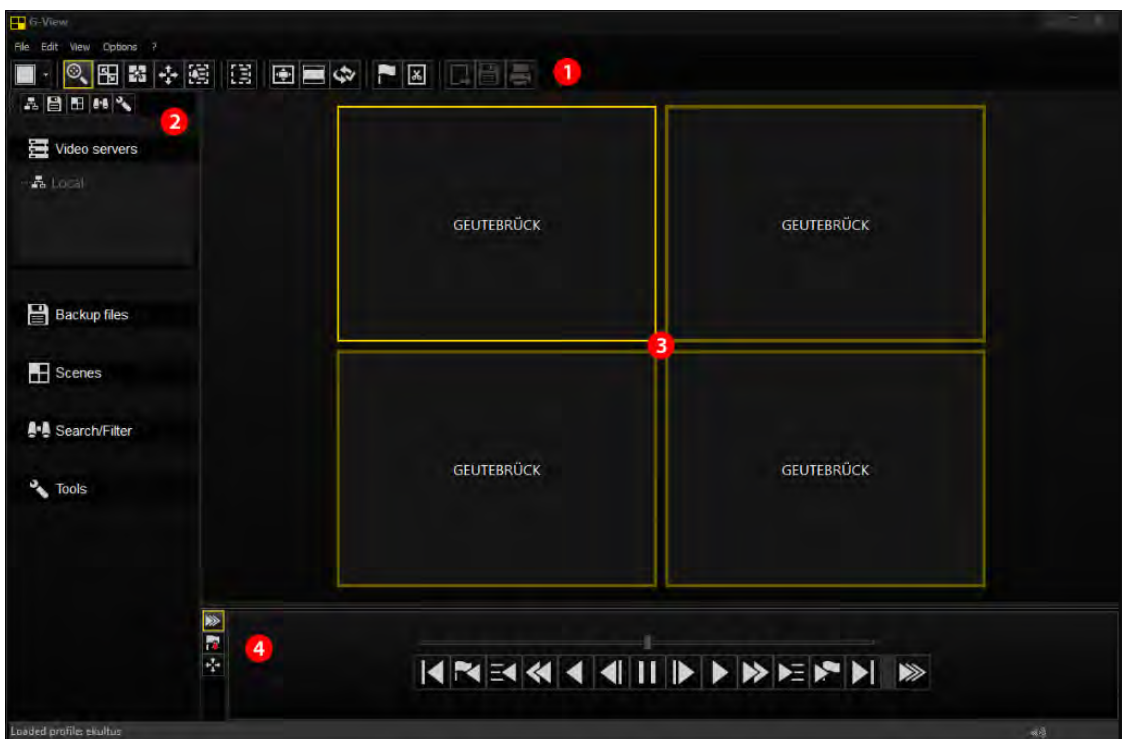 G-View
File Edit View Options ?
1
2
Video servers
Local
GEUTEBRÜCK
GEUTEBRÜCK
Backup files
3
Scenes
Search/Filter
GEUTEBRÜCK
GEUTEBRÜCK
Tools
4
Loaded profile: ekultus